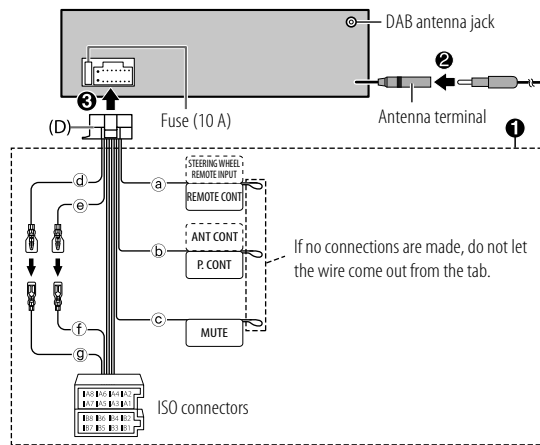 DAB antenna jack
❷
❸
Fuse (10 A)
Antenna terminal
❶
(D)
STEERING WHEEL
REMOTE INPUT
ⓓ
ⓐ
REMOTE CONT
ⓔ
ANT CONT
ⓑ
P. CONT
If no connections are made, do not let
the wire come out from the tab.
ⓒ
MUTE
ⓕ
ⓖ
ISO connectors
A8 A6 A4 A2
A7 A5 A3 A1
B8 B6 B4 B2
B7 B5 B3 B1